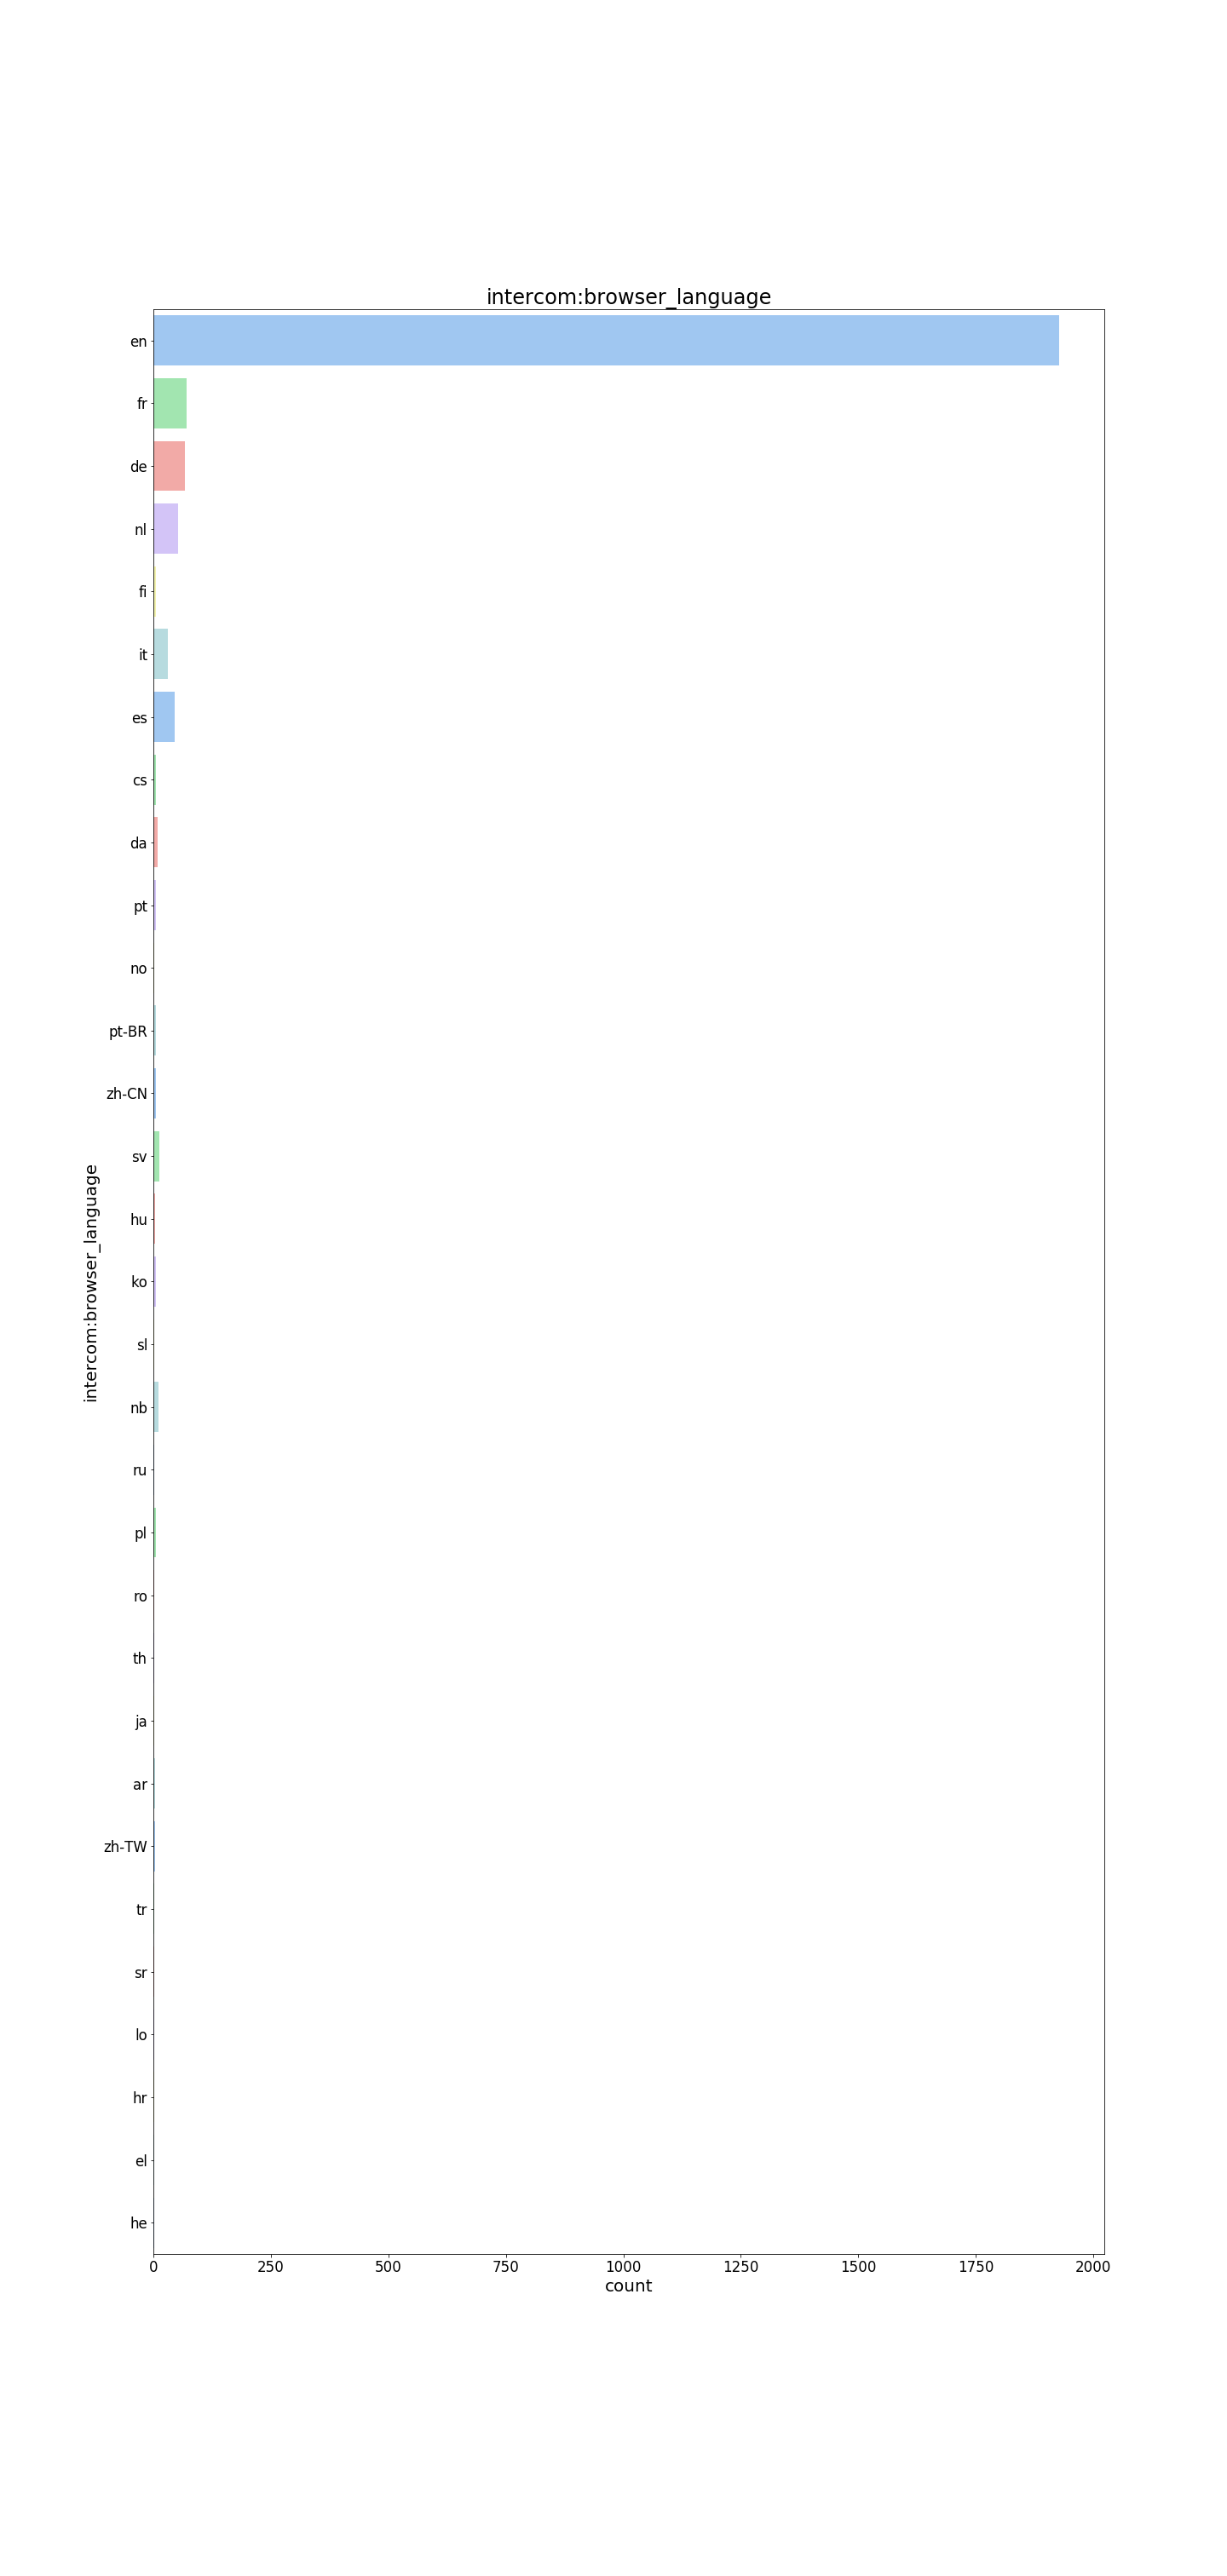 intercom:browser_language
en
fr
de
nl
fi
it
es
cs
da
pt
no
pt-BR
zh-CN
sv
hu
ko
sl
nb
ru
pl
ro
th
ja
ar
zh-TW
tr
sr
lo
hr
el
he
intercom:browser_language
0 250 500 750 1000 1250 1500 1750 2000
count